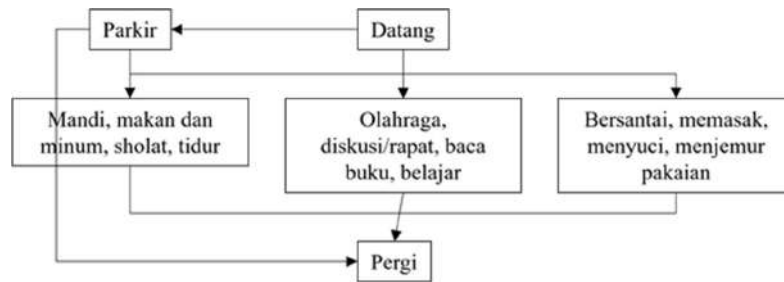 Parkir
Datang
Mandi, makan dan
minum, sholat, tidur
Olahraga,
diskusi/rapat, baca
buku, belajar
Bersantai, memasak,
menyuci, menjemur
pakaian
Pergi